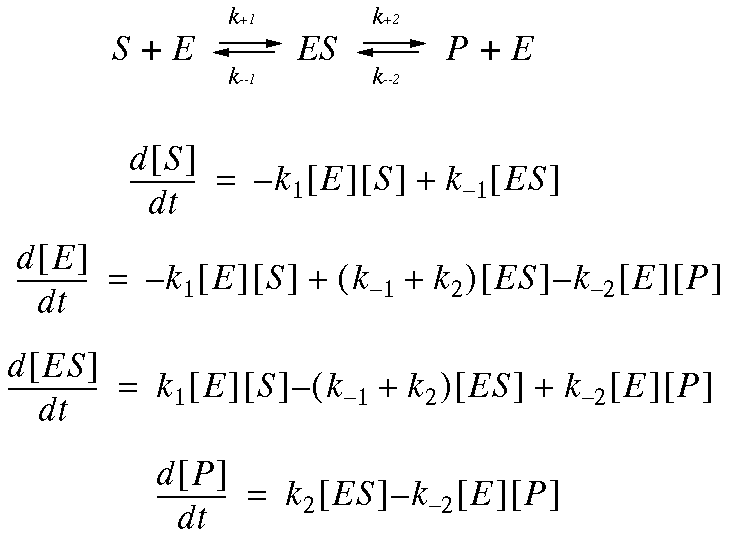 k+1 k+2
S + E ⇌ ES ⇌ P + E
k--1 k--2
d[S]/dt = –k₁[E][S] + k₋₁[ES]
d[E]/dt = –k₁[E][S] + (k₋₁ + k₂)[ES]–k₋₂[E][P]
d[ES]/dt = k₁[E][S]–(k₋₁ + k₂)[ES] + k₋₂[E][P]
d[P]/dt = k₂[ES]–k₋₂[E][P]